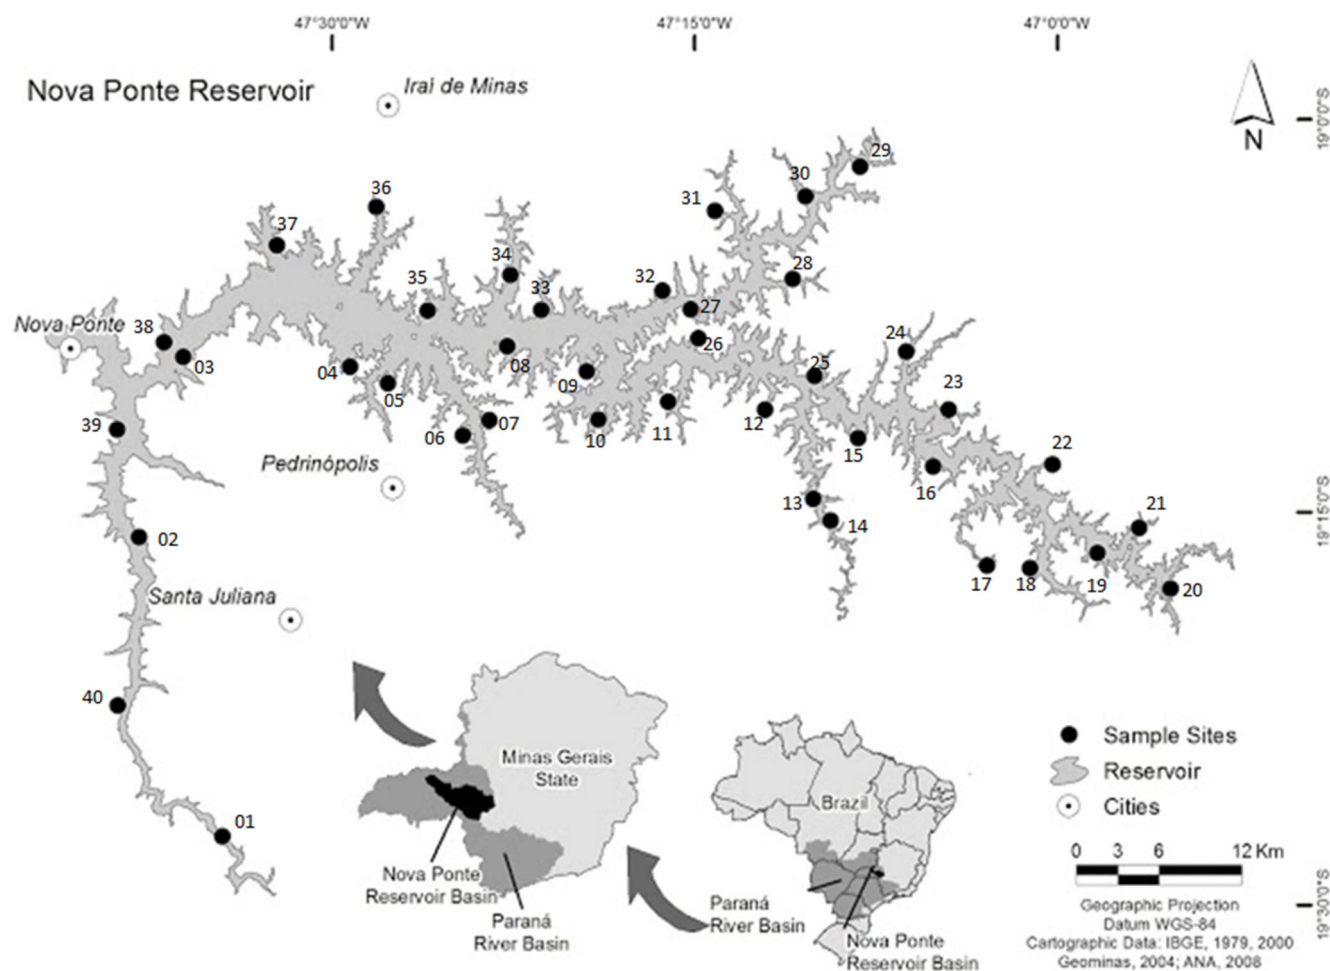 47°30'0"W
47°15'0"W
47°0'0"W
Nova Ponte Reservoir
Iraí de Minas
N
19°0'0"S
29
30
31
36
37
34
28
35
33
32
27
38
Nova Ponte
03
26
24
04
05
08
09
25
23
39
06
07
10
11
12
15
22
Pedrinópolis
16
13
14
21
19°15'0"S
02
17
18
19
20
Santa Juliana
40
01
Minas Gerais
State
Nova Ponte
Reservoir Basin
Paraná
River Basin
Brazil
Paraná
River Basin
Nova Ponte
Reservoir Basin
Sample Sites
Reservoir
Cities
0 3 6 12 Km
19°30'0"S
Geographic Projection
Datum WGS-84
Cartographic Data: IBGE, 1979, 2000
Geominas, 2004; ANA, 2008